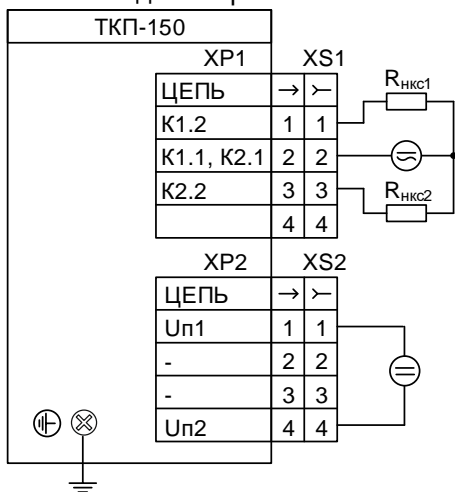 ТКП-150
XP1 XS1
ЦЕПЬ
К1.2 1 1
К1.1, К2.1 2 2
К2.2 3 3
4 4
Rнкс1
Rнкс2
XP2 XS2
ЦЕПЬ
Uп1 1 1
- 2 2
- 3 3
Uп2 4 4